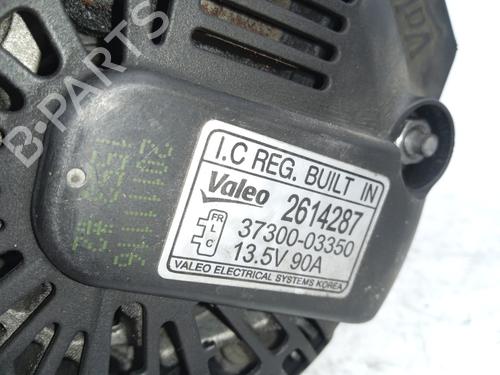 B-PARTS
I.C REG. BUILT IN
Valeo 2614287
FR
L
C
37300-03350
13.5V 90A
VALEO ELECTRICAL SYSTEMS KOREA